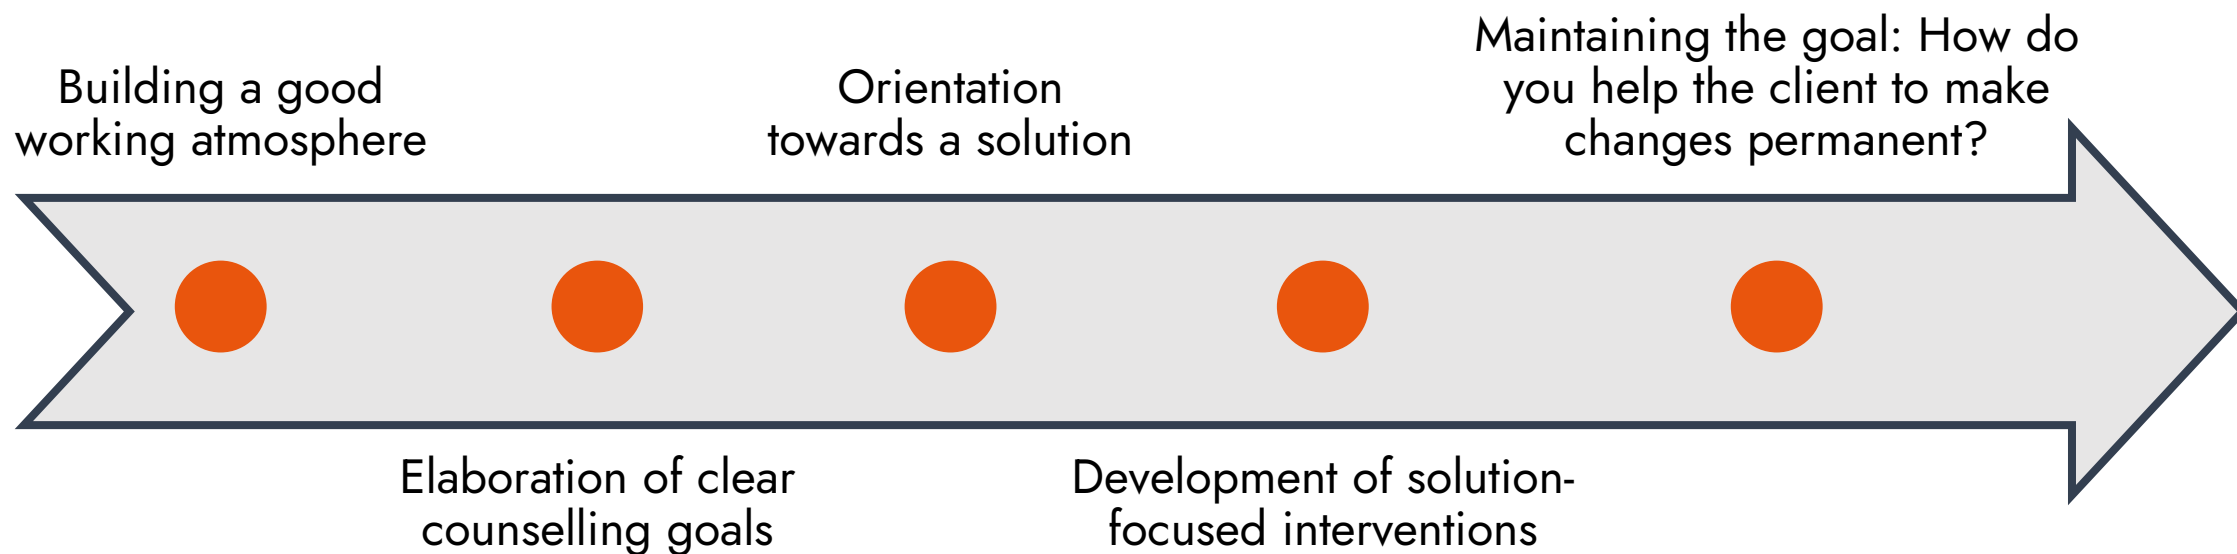 Building a good
working atmosphere
Elaboration of clear
counselling goals
Orientation
towards a solution
Development of solution-
focused interventions
Maintaining the goal: How do
you help the client to make
changes permanent?